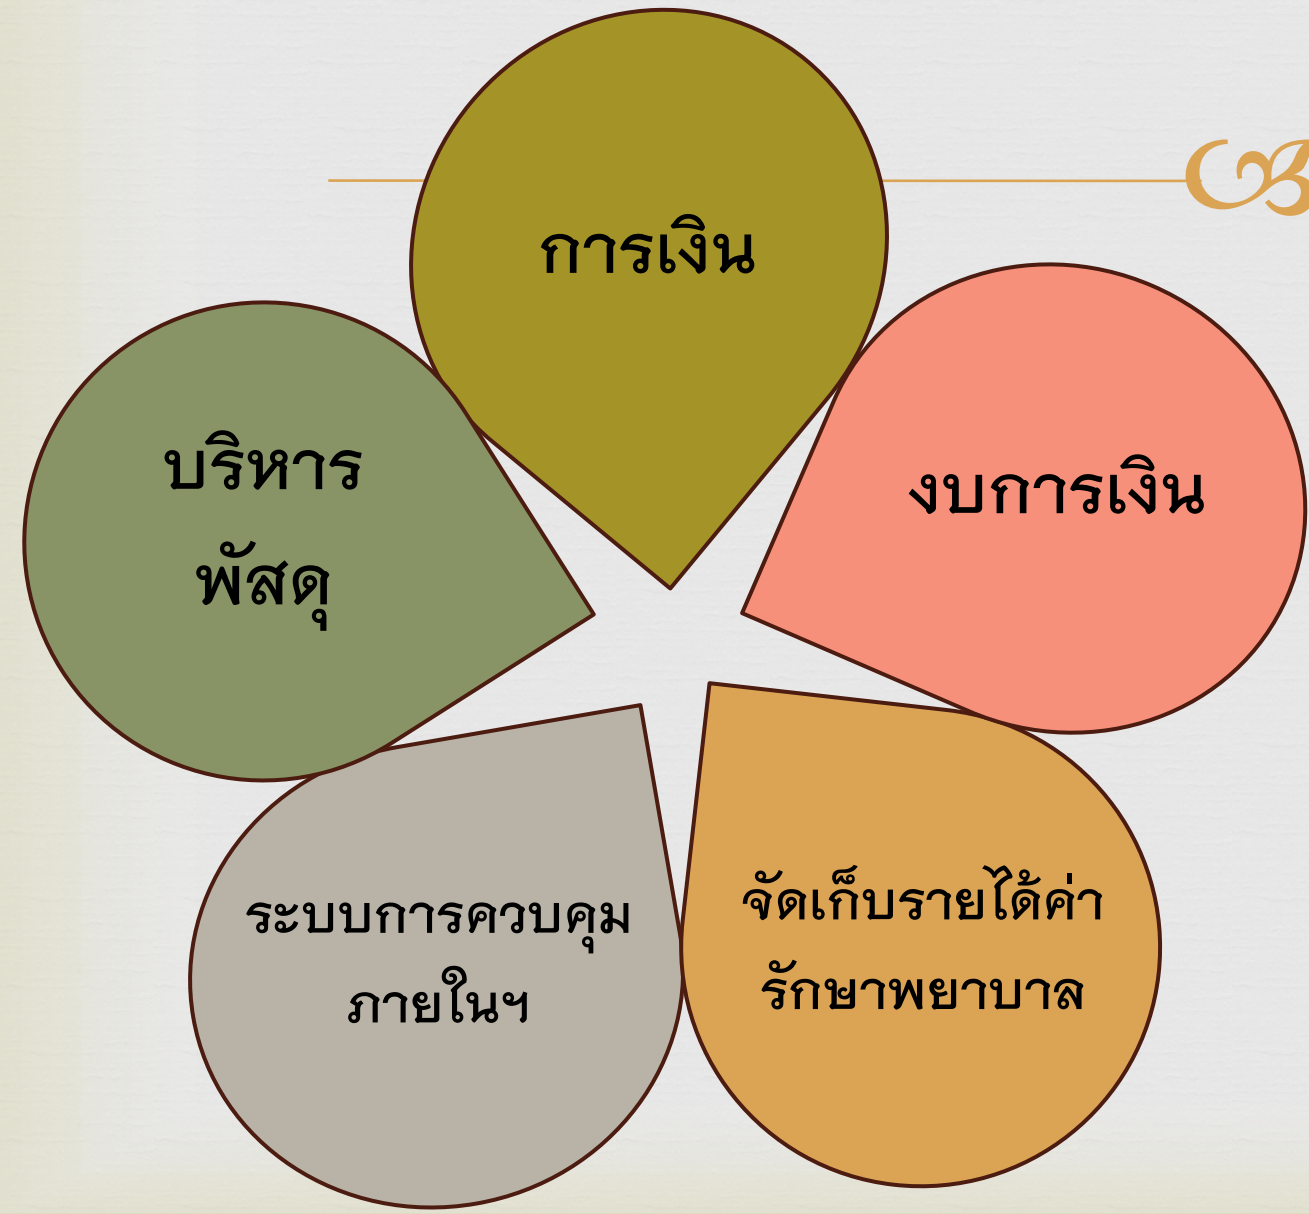 การเงิน
งบการเงิน
จัดเก็บรายได้ค่า
รักษาพยาบาล
ระบบการควบคุม
ภายในฯ
บริหาร
พัสดุ